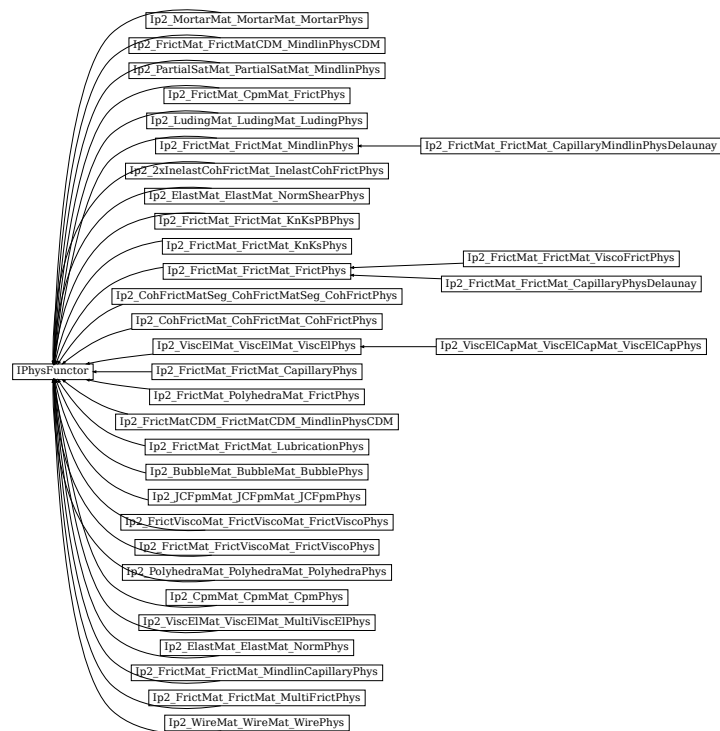 Ip2_MortarMat_MortarMat_MortarPhys
Ip2_FrictMat_FrictMatCDM_MindlinPhysCDM
Ip2_PartialSatMat_PartialSatMat_MindlinPhys
Ip2_FrictMat_CpmMat_FrictPhys
Ip2_LudingMat_LudingMat_LudingPhys
Ip2_FrictMat_FrictMat_MindlinPhys
Ip2_FrictMat_FrictMat_CapillaryMindlinPhysDelaunay
Ip2_2xInelastCohFrictMat_InelastCohFrictPhys
Ip2_ElastMat_ElastMat_NormShearPhys
Ip2_FrictMat_FrictMat_KnKsPBPhys
Ip2_FrictMat_FrictMat_KnKsPhys
Ip2_FrictMat_FrictMat_ViscoFrictPhys
Ip2_FrictMat_FrictMat_FrictPhys
Ip2_FrictMat_FrictMat_CapillaryPhysDelaunay
Ip2_CohFrictMatSeg_CohFrictMatSeg_CohFrictPhys
Ip2_CohFrictMat_CohFrictMat_CohFrictPhys
Ip2_ViscElMat_ViscElMat_ViscElPhys
Ip2_ViscElCapMat_ViscElCapMat_ViscElCapPhys
IPhysFunctor
Ip2_FrictMat_FrictMat_CapillaryPhys
Ip2_FrictMat_PolyhedraMat_FrictPhys
Ip2_FrictMatCDM_FrictMatCDM_MindlinPhysCDM
Ip2_FrictMat_FrictMat_LubricationPhys
Ip2_BubbleMat_BubbleMat_BubblePhys
Ip2_JCFpmMat_JCFpmMat_JCFpmPhys
Ip2_FrictViscoMat_FrictViscoMat_FrictViscoPhys
Ip2_FrictMat_FrictViscoMat_FrictViscoPhys
Ip2_PolyhedraMat_PolyhedraMat_PolyhedraPhys
Ip2_CpmMat_CpmMat_CpmPhys
Ip2_ViscElMat_ViscElMat_MultiViscElPhys
Ip2_ElastMat_ElastMat_NormPhys
Ip2_FrictMat_FrictMat_MindlinCapillaryPhys
Ip2_FrictMat_FrictMat_MultiFrictPhys
Ip2_WireMat_WireMat_WirePhys